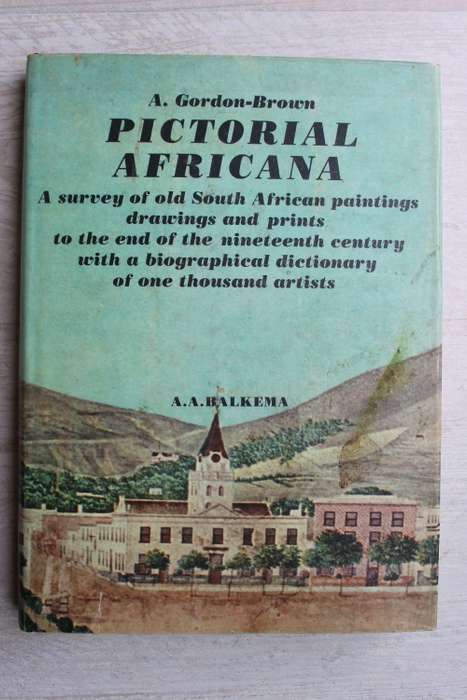 A. Gordon-Brown
PICTORIAL
AFRICANA
A survey of old South African paintings
drawings and prints
to the end of the nineteenth century
with a biographical dictionary
of one thousand artists
A.A.BALKEMA